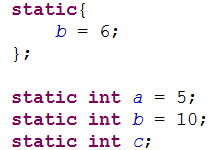 static{
b = 6;
};
static int a = 5;
static int b = 10;
static int c;